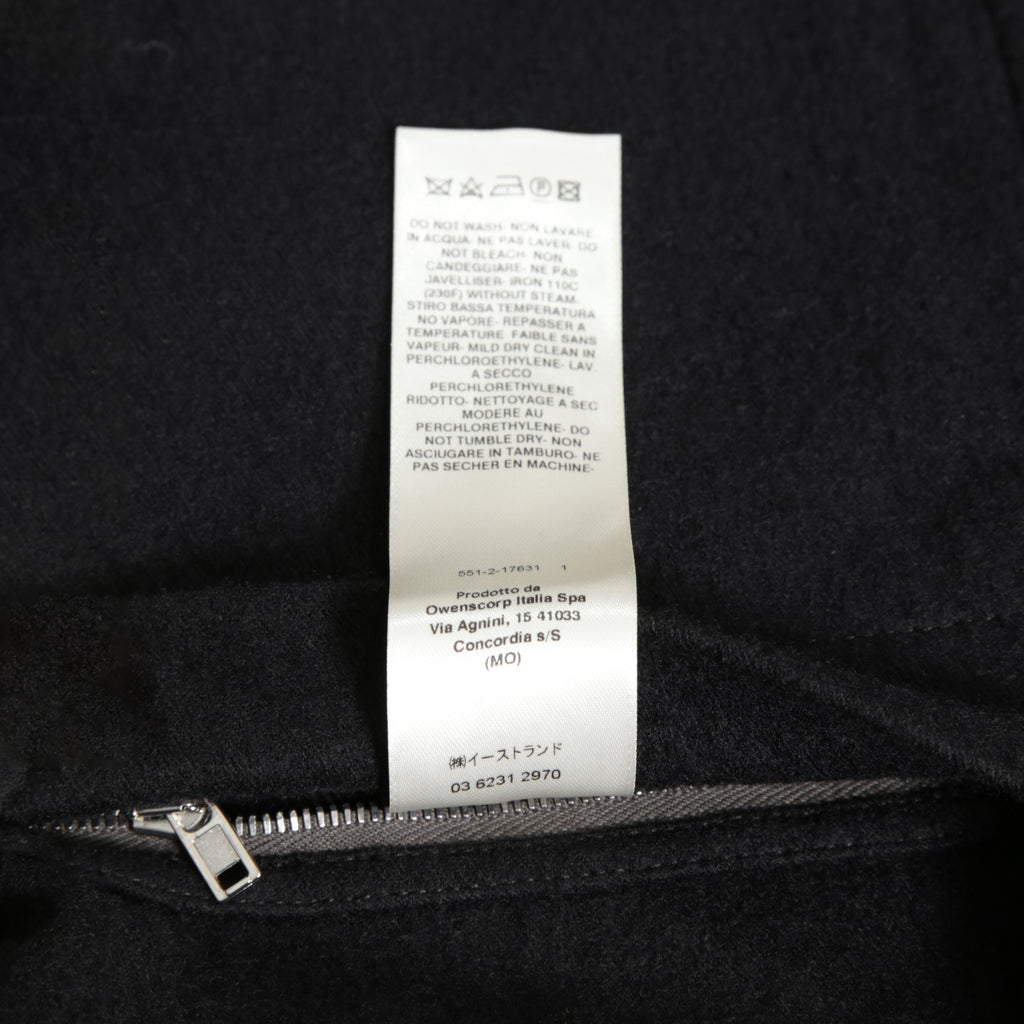 DO NOT WASH- NON LAVARE
IN ACQUA- NE PAS LAVER- DO
NOT BLEACH- NON
CANDEGGIARE- NE PAS
JAVELLISER- IRON 110C
(230F) WITHOUT STEAM-
STIRO BASSA TEMPERATURA
NO VAPORE- REPASSER A
TEMPERATURE FAIBLE SANS
VAPEUR- MILD DRY CLEAN IN
PERCHLOROETHYLENE- LAV.
A SECCO
PERCHLORETHYLENE
RIDOTTO- NETTOYAGE A SEC
MODERE AU
PERCHLORETHYLENE- DO
NOT TUMBLE DRY- NON
ASCIUGARE IN TAMBURO- NE
PAS SECHER EN MACHINE-
551-2-17631 1
Prodotto da
Owenscorp Italia Spa
Via Agnini, 15 41033
Concordia s/S
(MO)
㈱イーストランド
03 6231 2970